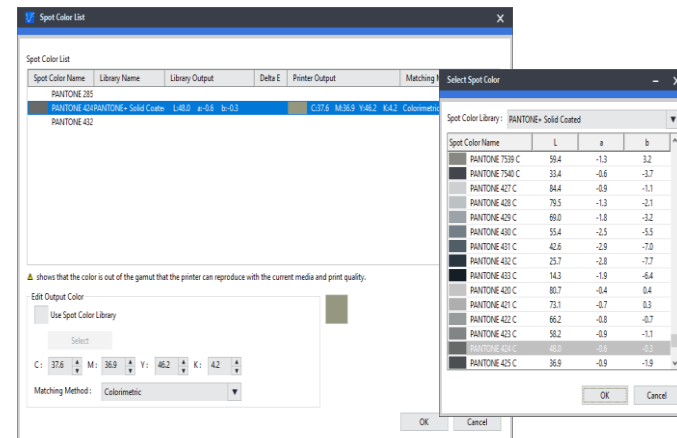 Spot Color List
X
Spot Color List
Spot Color Name Library Name Library Output Delta E Printer Output Matching
PANTONE 285
PANTONE 424 PANTONE+ Solid Coate L:48.0 a:-0.6 b:-0.3 C:37.6 M:36.9 Y:46.2 K:4.2 Colorimetric
PANTONE 432
shows that the color is out of the gamut that the printer can reproduce with the current media and print quality.
Edit Output Color
Use Spot Color Library
Select
C: 37.6 M: 36.9 Y: 46.2 K: 4.2
Matching Method: Colorimetric
OK Cancel
Select Spot Color
Spot Color Library: PANTONE+ Solid Coated
Spot Color Name L a b
PANTONE 7539 C 59.4 -1.3 3.2
PANTONE 7540 C 33.4 -0.6 -3.7
PANTONE 427 C 84.4 -0.9 -1.1
PANTONE 428 C 79.5 -1.3 -2.1
PANTONE 429 C 69.0 -1.8 -3.2
PANTONE 430 C 55.4 -2.5 -5.5
PANTONE 431 C 42.6 -2.9 -7.0
PANTONE 432 C 25.7 -2.8 -7.7
PANTONE 433 C 14.3 -1.9 -6.4
PANTONE 420 C 80.7 -0.4 0.4
PANTONE 421 C 73.1 -0.7 0.3
PANTONE 422 C 66.2 -0.8 -0.7
PANTONE 423 C 58.2 -0.9 -1.1
PANTONE 424 C 48.0 -0.6 -0.3
PANTONE 425 C 36.9 -0.9 -1.9
OK Cancel